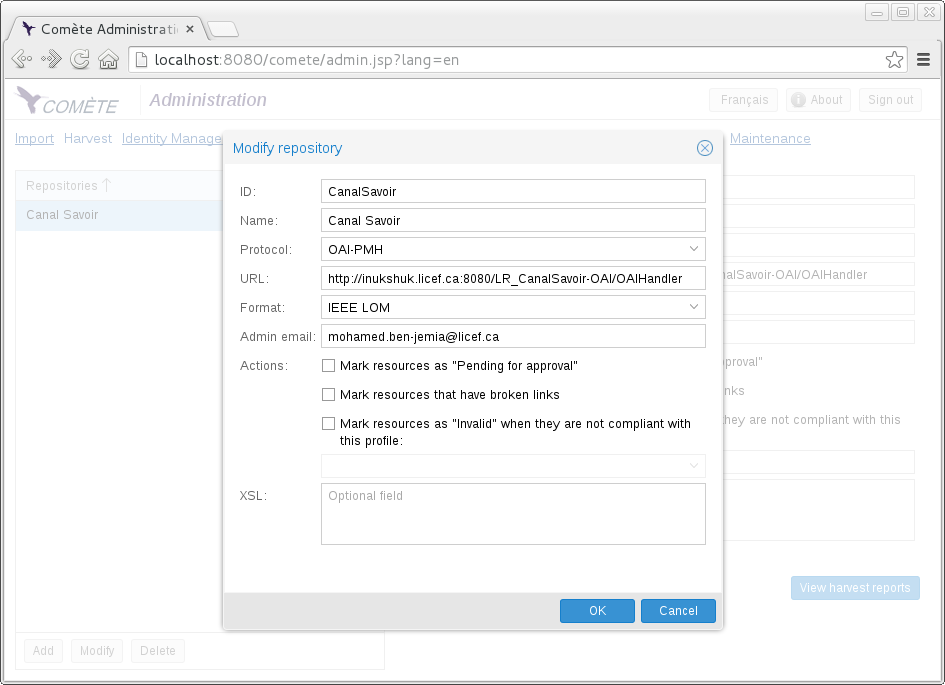 Comète Administrati
localhost:8080/comete/admin.jsp?lang=en
COMÈTE
Administration
Français
About
Sign out
Import
Harvest
Identity Manage
Maintenance
Repositories
Canal Savoir
Modify repository
ID:
CanalSavoir
Name:
Canal Savoir
Protocol:
OAI-PMH
URL:
http://inukshuk.licef.ca:8080/LR_CanalSavoir-OAI/OAIHandler
Format:
IEEE LOM
Admin email:
mohamed.ben-jemia@licef.ca
Actions:
Mark resources as "Pending for approval"
Mark resources that have broken links
Mark resources as "Invalid" when they are not compliant with
this profile:
XSL:
Optional field
OK
Cancel
nalSavoir-OAI/OAIHandler
proval"
nks
they are not compliant with this
View harvest reports
Add
Modify
Delete